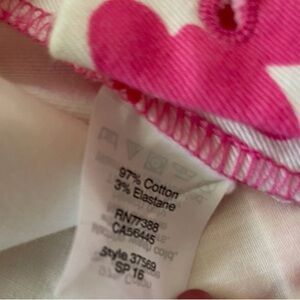 97% Cotton
3% Elastane
RN77388
CA56445
Style 37569
SP 16